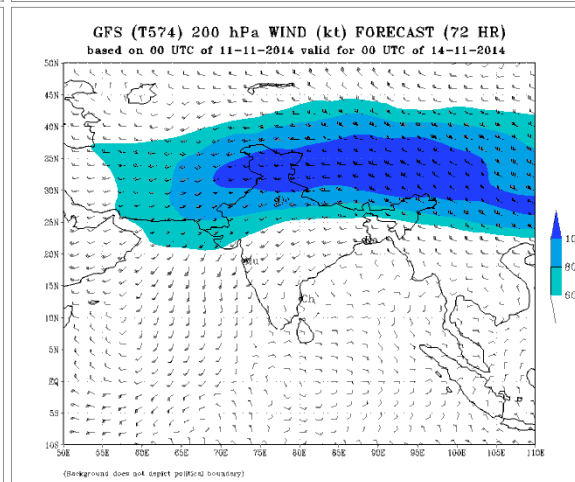 GFS (T574) 200 hPa WIND (kt) FORECAST (72 HR)
based on 00 UTC of 11-11-2014 valid for 00 UTC of 14-11-2014
50N
45N
40N
35N
30N
25N
20N
15N
10N
5N
EQ
5S
10S
50E 55E 60E 65E 70E 75E 80E 85E 90E 95E 100E 105E 110E
Mu
Ch
10
80
60
(Background does not depict political boundary)